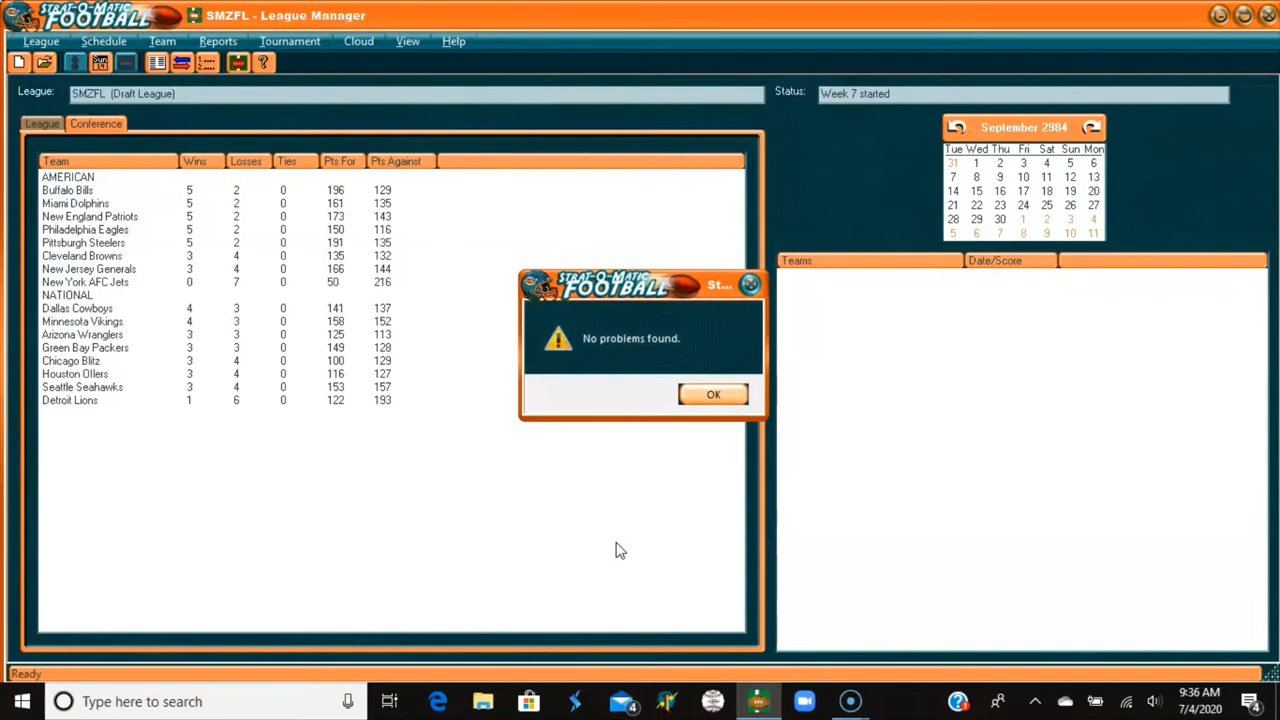 STRAT-O-MATIC
FOOTBALL
SMZFL - League Manager
League Schedule Team Reports Tournament Cloud View Help
Sun
14
League: SMZFL (Draft League)
Status: Week 7 started
League Conference
Team Wins Losses Ties Pts For Pts Against
AMERICAN
Buffalo Bills 5 2 0 196 129
Miami Dolphins 5 2 0 161 135
New England Patriots 5 2 0 173 143
Philadelphia Eagles 5 2 0 150 116
Pittsburgh Steelers 5 2 0 191 135
Cleveland Browns 3 4 0 135 132
New Jersey Generals 3 4 0 166 144
New York AFC Jets 0 7 0 50 216
NATIONAL
Dallas Cowboys 4 3 0 141 137
Minnesota Vikings 4 3 0 158 152
Arizona Wranglers 3 3 0 125 113
Green Bay Packers 3 3 0 149 128
Chicago Blitz 3 4 0 100 129
Houston Oilers 3 4 0 116 127
Seattle Seahawks 3 4 0 153 157
Detroit Lions 1 6 0 122 193
September 2984
Tue Wed Thu Fri Sat Sun Mon
31 1 2 3 4 5 6
7 8 9 10 11 12 13
14 15 16 17 18 19 20
21 22 23 24 25 26 27
28 29 30 1 2 3 4
5 6 7 8 9 10 11
Teams Date/Score
STRAT-O-MATIC
FOOTBALL
St...
No problems found.
OK
Ready
Type here to search
4
9:36 AM
7/4/2020
4